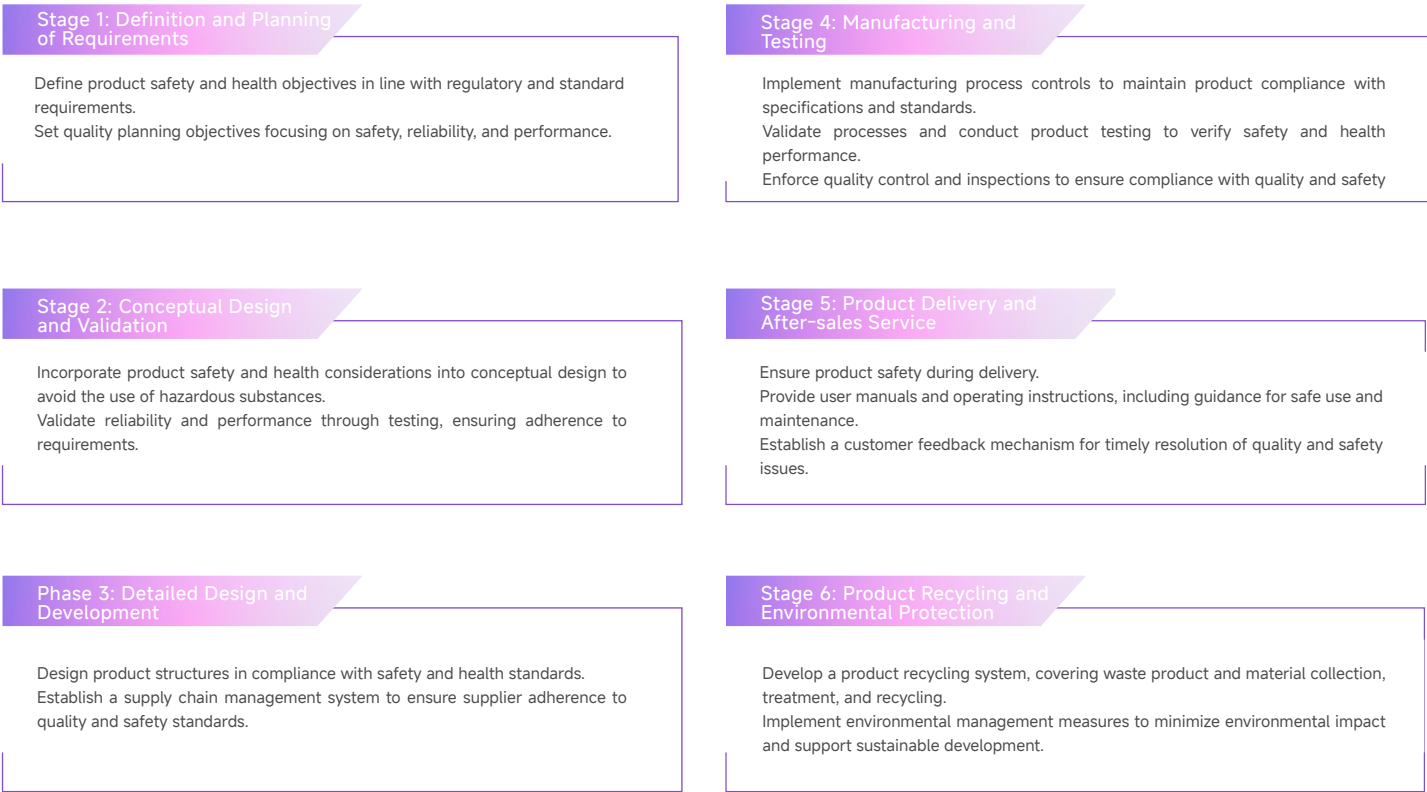 Stage 1: Definition and Planning
of Requirements
Define product safety and health objectives in line with regulatory and standard
requirements.
Set quality planning objectives focusing on safety, reliability, and performance.
Stage 2: Conceptual Design
and Validation
Incorporate product safety and health considerations into conceptual design to
avoid the use of hazardous substances.
Validate reliability and performance through testing, ensuring adherence to
requirements.
Phase 3: Detailed Design and
Development
Design product structures in compliance with safety and health standards.
Establish a supply chain management system to ensure supplier adherence to
quality and safety standards.
Stage 4: Manufacturing and
Testing
Implement manufacturing process controls to maintain product compliance with
specifications and standards.
Validate processes and conduct product testing to verify safety and health
performance.
Enforce quality control and inspections to ensure compliance with quality and safety
Stage 5: Product Delivery and
After-sales Service
Ensure product safety during delivery.
Provide user manuals and operating instructions, including guidance for safe use and
maintenance.
Establish a customer feedback mechanism for timely resolution of quality and safety
issues.
Stage 6: Product Recycling and
Environmental Protection
Develop a product recycling system, covering waste product and material collection,
treatment, and recycling.
Implement environmental management measures to minimize environmental impact
and support sustainable development.